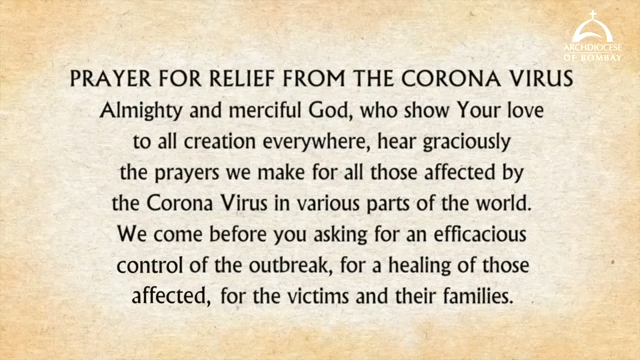 ARCHDIOCESE
OF BOMBAY
PRAYER FOR RELIEF FROM THE CORONA VIRUS
Almighty and merciful God, who show Your love
to all creation everywhere, hear graciously
the prayers we make for all those affected by
the Corona Virus in various parts of the world.
We come before you asking for an efficacious
control of the outbreak, for a healing of those
affected, for the victims and their families.